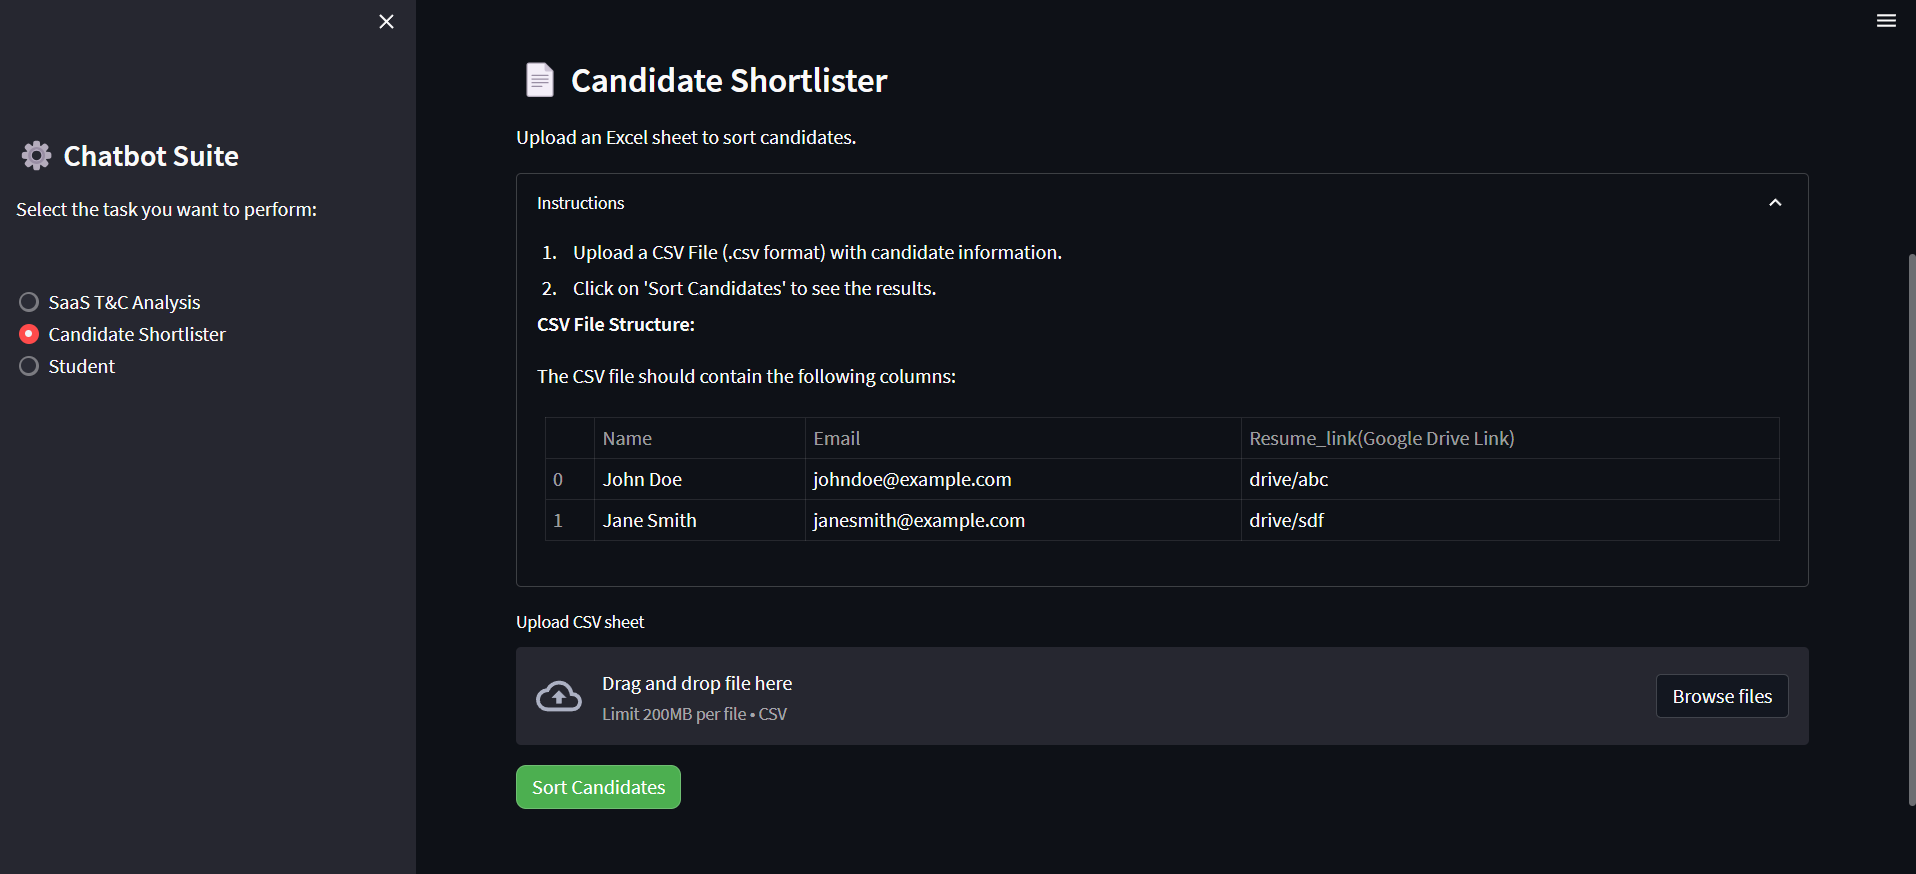 Chatbot Suite
Select the task you want to perform:
SaaS T&C Analysis
Candidate Shortlister
Student
Candidate Shortlister
Upload an Excel sheet to sort candidates.
Instructions
1. Upload a CSV File (.csv format) with candidate information.
2. Click on 'Sort Candidates' to see the results.
CSV File Structure:
The CSV file should contain the following columns:
Name Email Resume_link(Google Drive Link)
0 John Doe johndoe@example.com drive/abc
1 Jane Smith janesmith@example.com drive/sdf
Upload CSV sheet
Drag and drop file here
Limit 200MB per file • CSV
Browse files
Sort Candidates